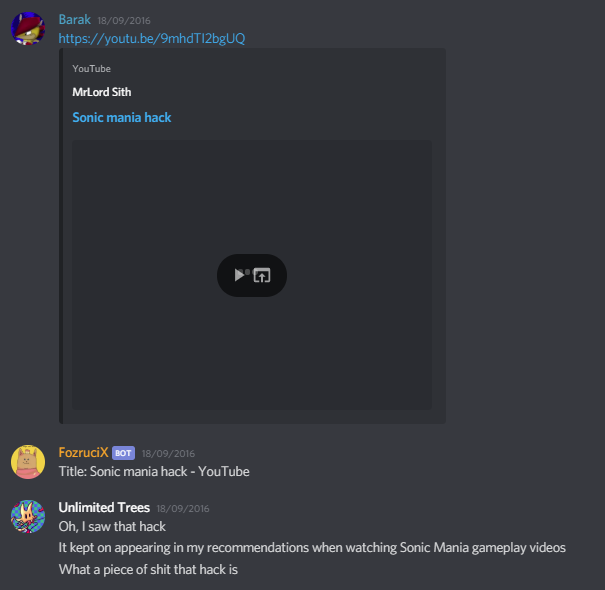 Barak 18/09/2016
https://youtu.be/9mhdTI2bgUQ
YouTube
MrLord Sith
Sonic mania hack
FozruciX BOT 18/09/2016
Title: Sonic mania hack - YouTube
Unlimited Trees 18/09/2016
Oh, I saw that hack
It kept on appearing in my recommendations when watching Sonic Mania gameplay videos
What a piece of shit that hack is